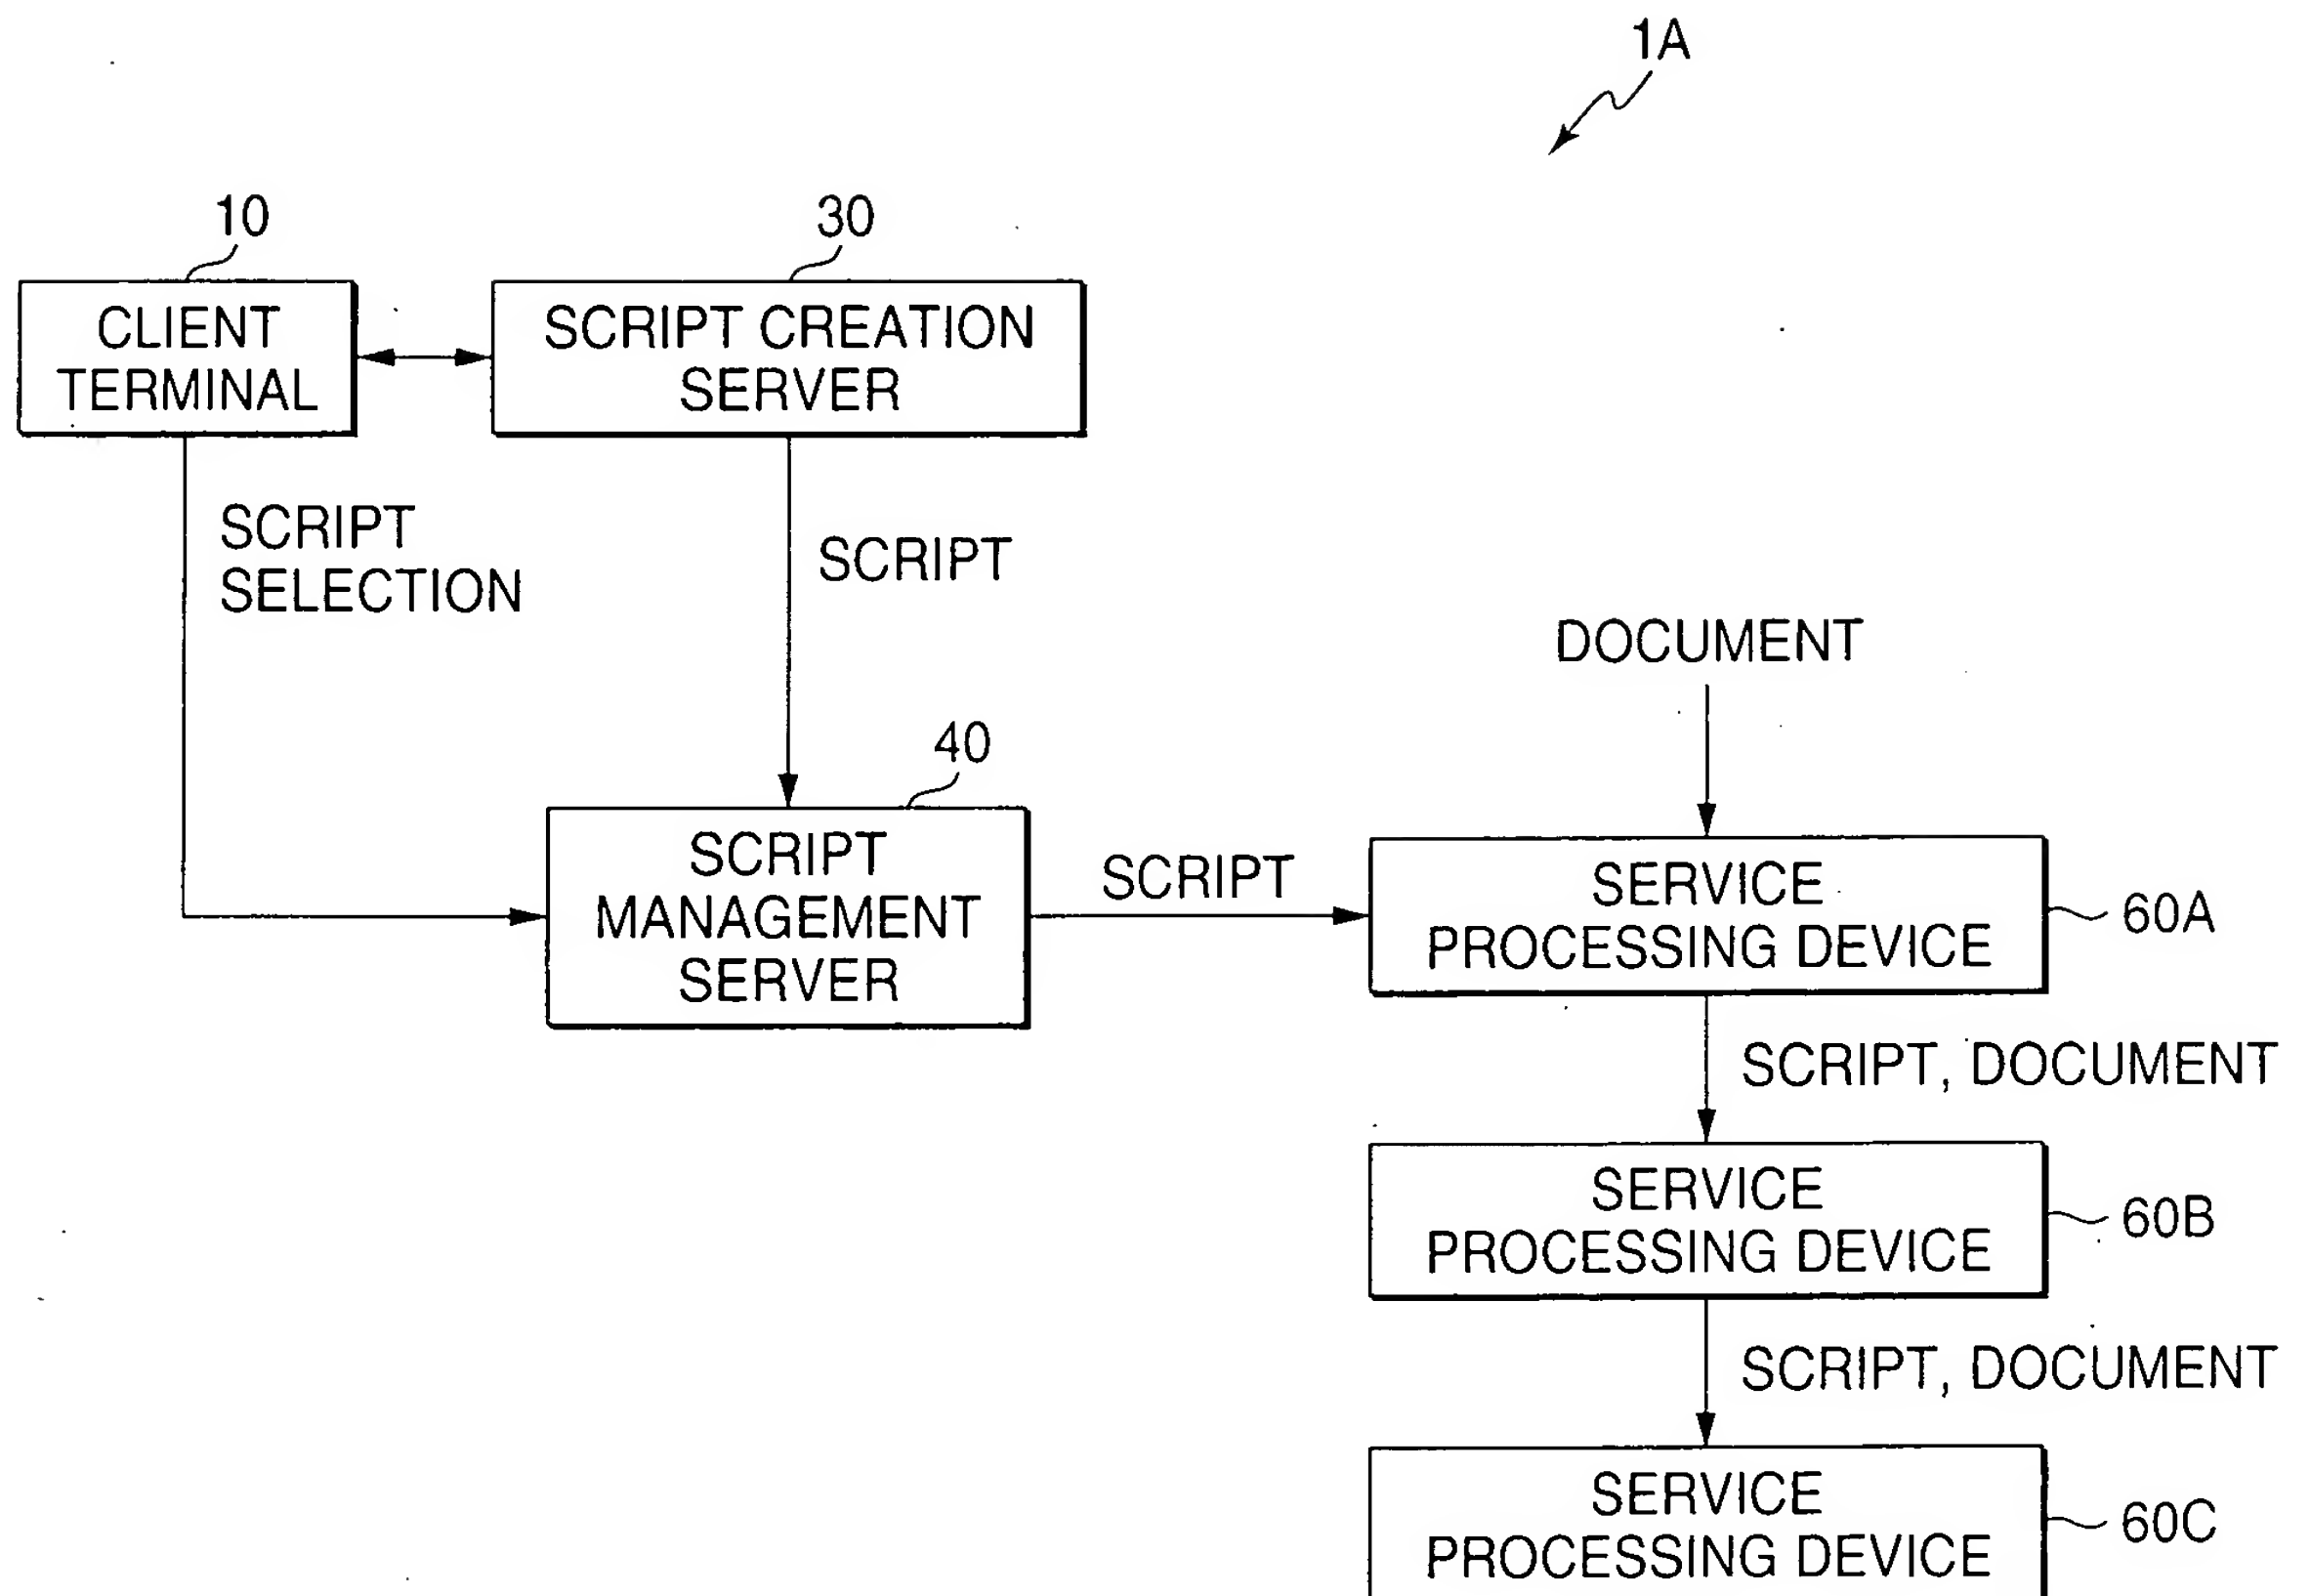 1A
10
30
CLIENT
TERMINAL
SCRIPT CREATION
SERVER
SCRIPT
SELECTION
SCRIPT
DOCUMENT
40
SCRIPT
MANAGEMENT
SERVER
SCRIPT
SERVICE
PROCESSING DEVICE
60A
SCRIPT, DOCUMENT
SERVICE
PROCESSING DEVICE
60B
SCRIPT, DOCUMENT
SERVICE
PROCESSING DEVICE
60C